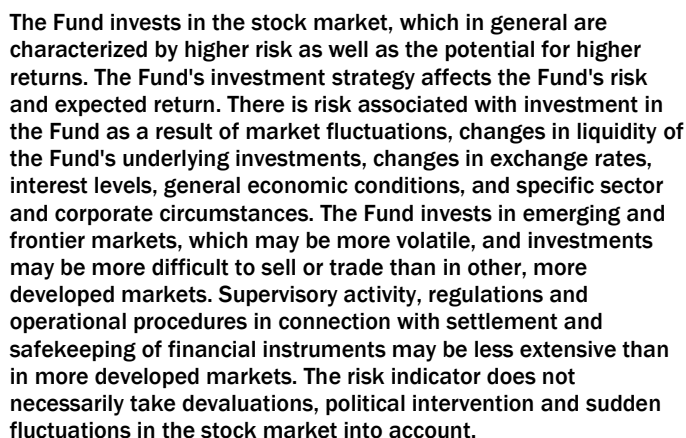 The Fund invests in the stock market, which in general are
characterized by higher risk as well as the potential for higher
returns. The Fund's investment strategy affects the Fund's risk
and expected return. There is risk associated with investment in
the Fund as a result of market fluctuations, changes in liquidity of
the Fund's underlying investments, changes in exchange rates,
interest levels, general economic conditions, and specific sector
and corporate circumstances. The Fund invests in emerging and
frontier markets, which may be more volatile, and investments
may be more difficult to sell or trade than in other, more
developed markets. Supervisory activity, regulations and
operational procedures in connection with settlement and
safekeeping of financial instruments may be less extensive than
in more developed markets. The risk indicator does not
necessarily take devaluations, political intervention and sudden
fluctuations in the stock market into account.